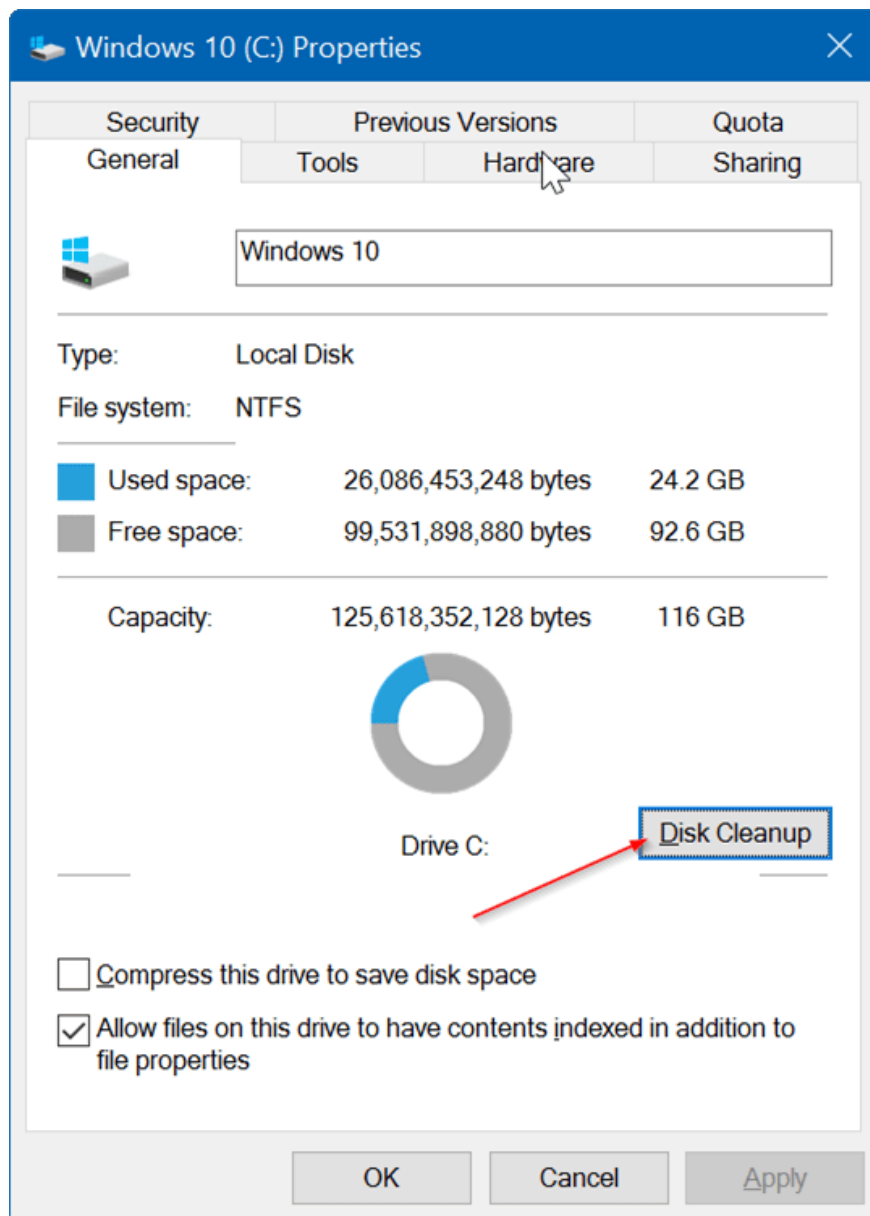 Windows 10 (C:) Properties
Security Previous Versions Quota
General Tools Hardware Sharing
Windows 10
Type: Local Disk
File system: NTFS
Used space: 26,086,453,248 bytes 24.2 GB
Free space: 99,531,898,880 bytes 92.6 GB
Capacity: 125,618,352,128 bytes 116 GB
Drive C: Disk Cleanup
Compress this drive to save disk space
Allow files on this drive to have contents indexed in addition to
file properties
OK Cancel Apply